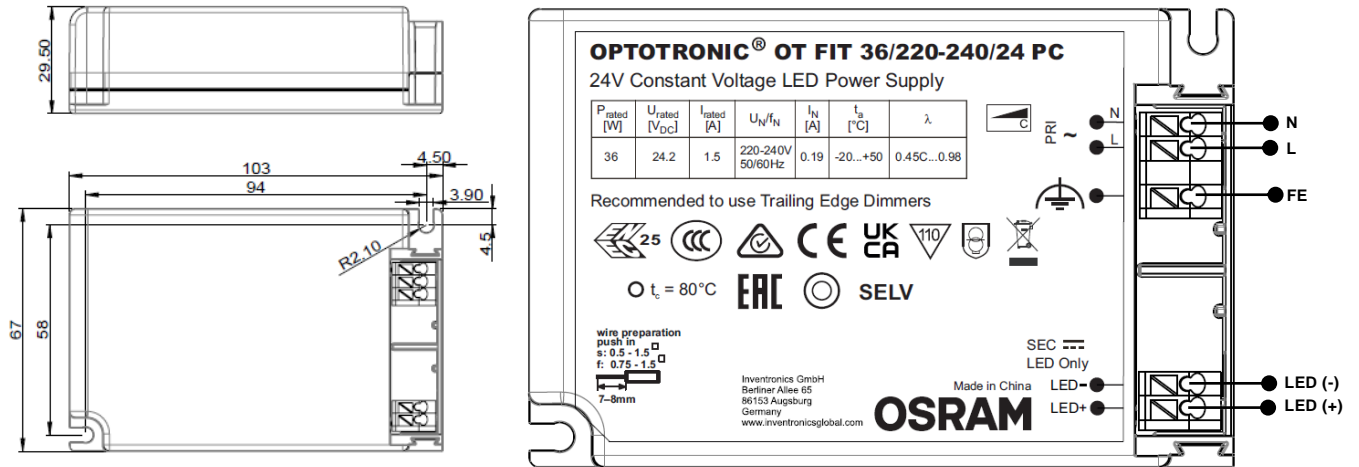 29.50
103
94
4.50
3.90
4.5
R2.10
67
58
OPTOTRONIC® OT FIT 36/220-240/24 PC
24V Constant Voltage LED Power Supply
Prated [W] Urated [VDC] Irated [A] UN/fN IN [A] ta [°C] λ
36 24.2 1.5 220-240V 50/60Hz 0.19 -20...+50 0.45C...0.98
C
PRI ~
N
L
Recommended to use Trailing Edge Dimmers
25 CCC CE UK CA 110
tc = 80°C EAC SELV
wire preparation
push in
s: 0.5 - 1.5
f: 0.75 - 1.5
7–8mm
Inventronics GmbH
Berliner Allee 65
86153 Augsburg
Germany
www.inventronicsglobal.com
Made in China
OSRAM
SEC
LED Only
LED-
LED+
N
L
FE
LED (-)
LED (+)